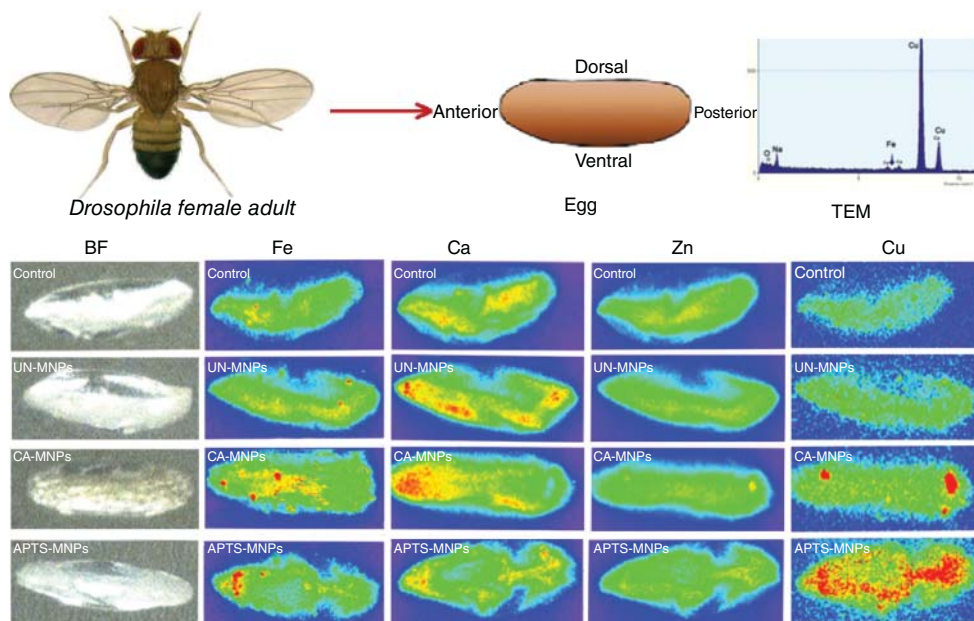 Dorsal
Anterior
Posterior
Ventral
Drosophila female adult
Egg
Cu
Cu
Fe
O
Na
TEM
BF
Fe
Ca
Zn
Cu
Control
Control
Control
Control
Control
UN-MNPs
UN-MNPs
UN-MNPs
UN-MNPs
UN-MNPs
CA-MNPs
CA-MNPs
CA-MNPs
CA-MNPs
CA-MNPs
APTS-MNPs
APTS-MNPs
APTS-MNPs
APTS-MNPs
APTS-MNPs